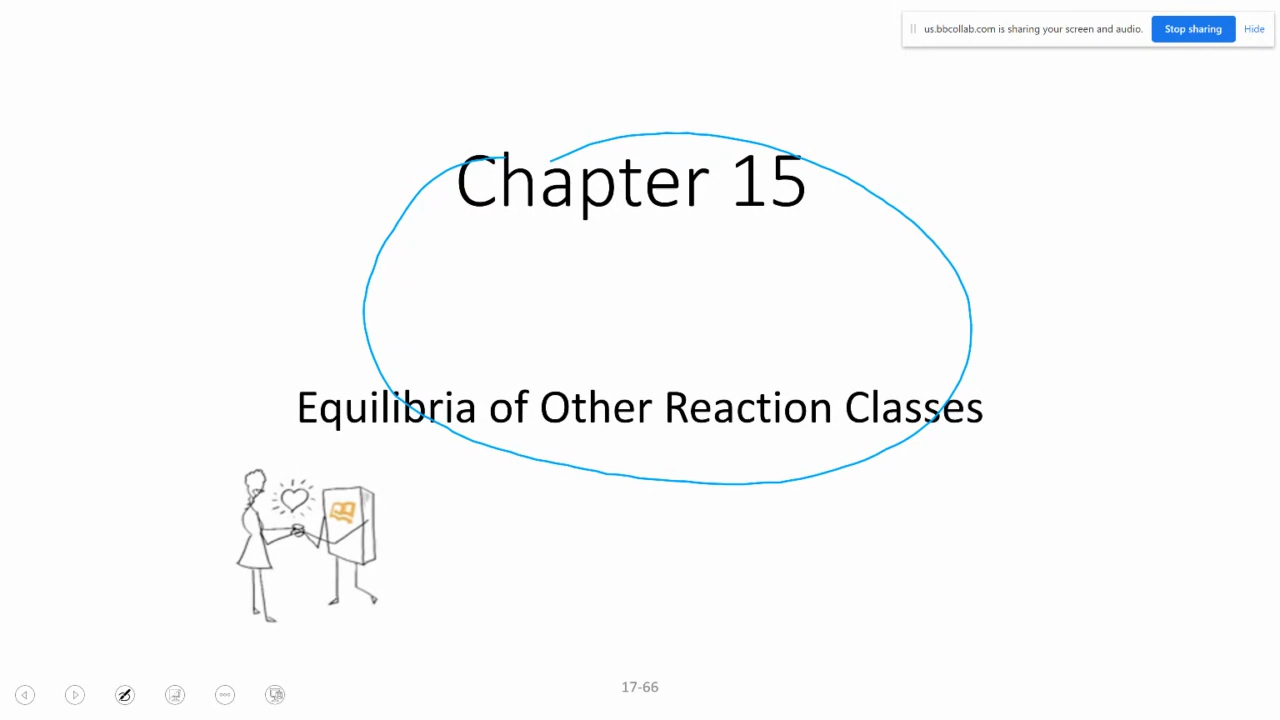 us.bbcollab.com is sharing your screen and audio. Stop sharing Hide
Chapter 15
Equilibria of Other Reaction Classes
17-66